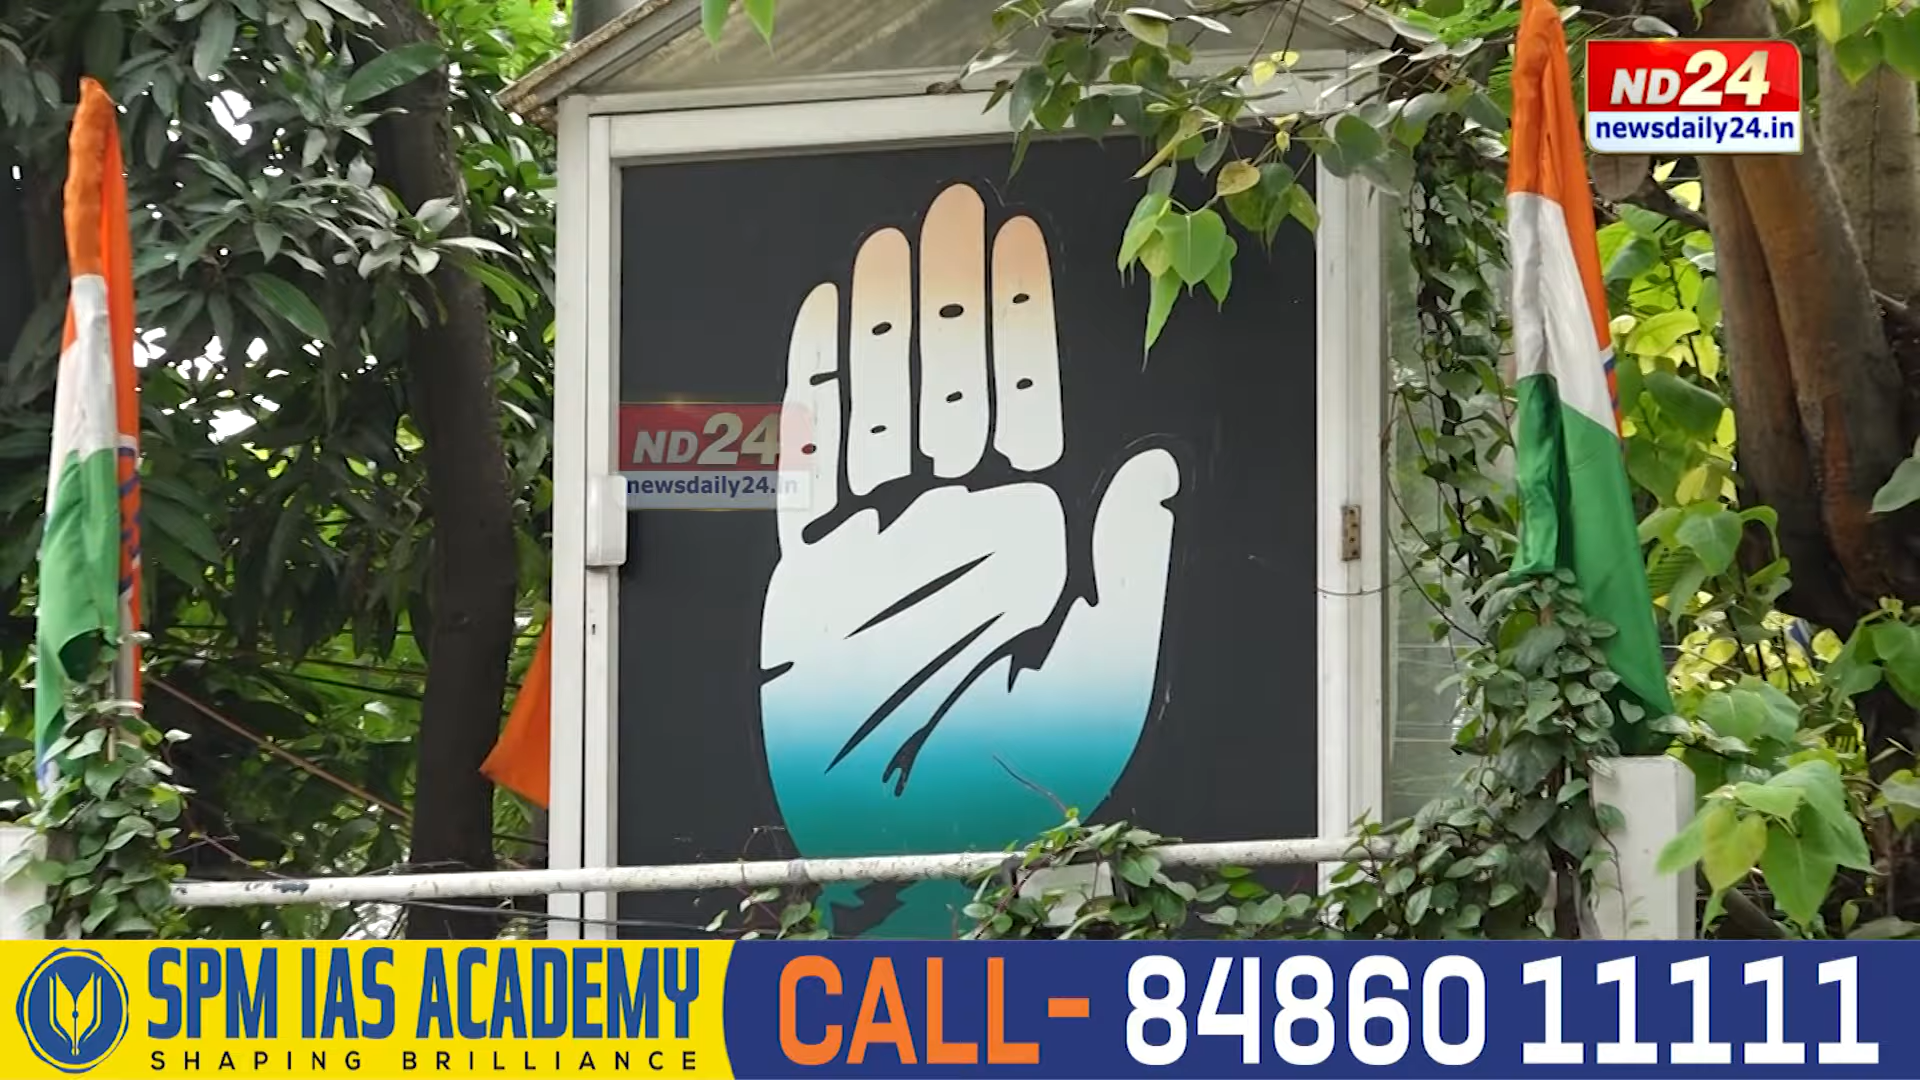 ND24
newsdaily24.in
ND24
newsdaily24.in
SPM IAS ACADEMY
SHAPING BRILLIANCE
CALL- 84860 11111